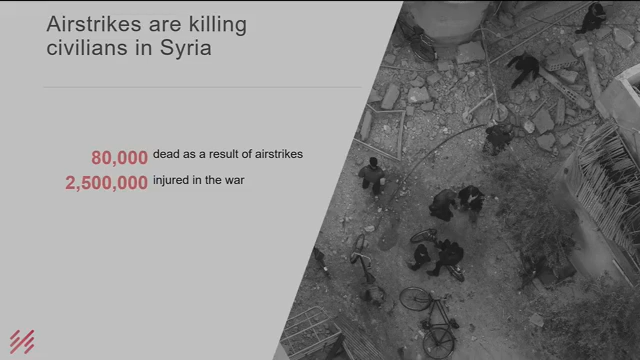 Airstrikes are killing
civilians in Syria
80,000 dead as a result of airstrikes
2,500,000 injured in the war